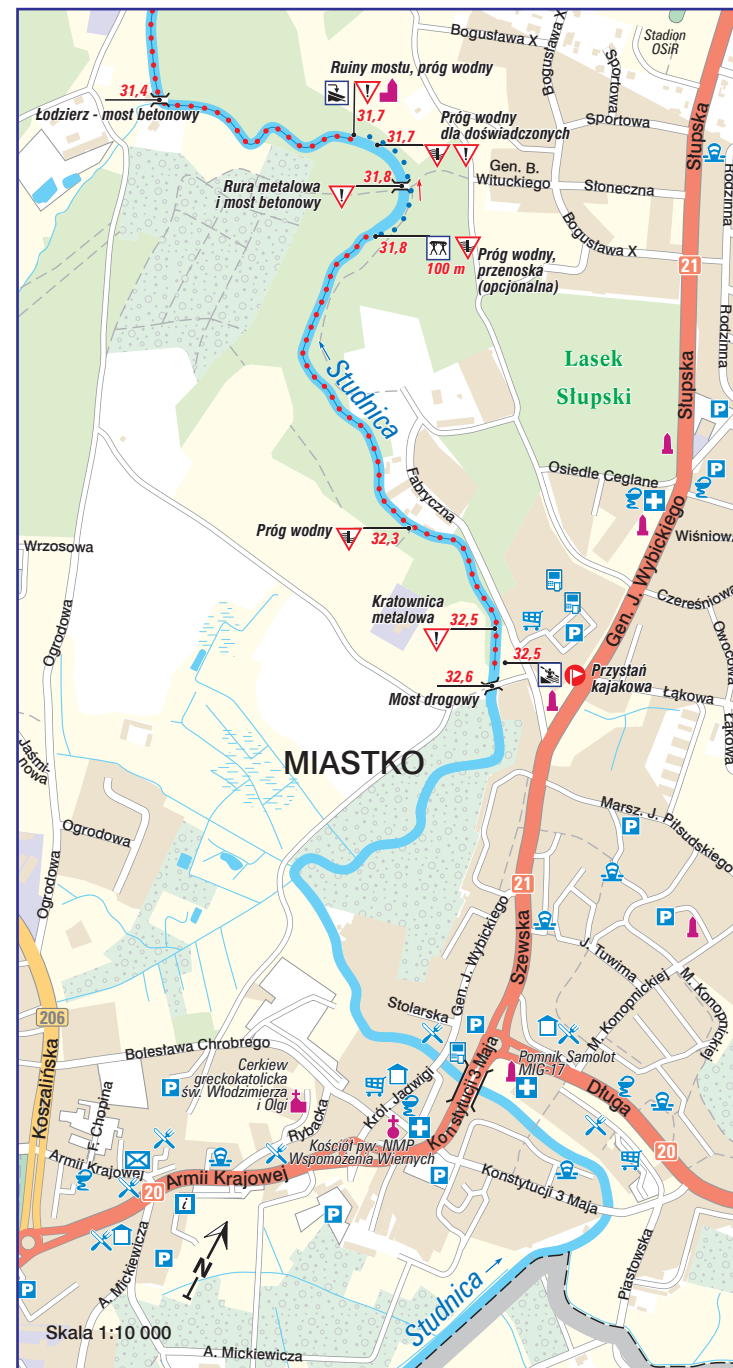 Bogusława X
Stadion
OSiR
Bogusława X
Sportowa
Słupska
Ruiny mostu, próg wodny
31,4
Łodzierz - most betonowy
31,7
31,7
Próg wodny
dla doświadczonych
Sportowa
Gen. B.
Wituckiego
Słoneczna
Rodzinna
31,8
Rura metalowa
i most betonowy
Bogusława X
31,8
100 m
Próg wodny,
przenoska
(opcjonalna)
21
Rodzinna
Studnica
Lasek
Słupski
Słupska
P
P
Osiedle Ceglane
Fabryczna
Próg wodny
32,3
Wrzosowa
Ogrodowa
Gen. J. Wybickiego
Czereśniowa
Owocowa
Kratownica
metalowa
32,5
P
32,5
Przystań
kajakowa
32,6
Most drogowy
Łąkowa
Łąkowa
MIASTKO
Jaśmi-
nowa
Ogrodowa
Ogrodowa
Marsz. J. Piłsudskiego
P
21
P
Szewska
Gen. J. Wybickiego
J. Tuwima
M. Konopnickiej
M. Konopnickiej
206
Koszalińska
Stolarska
P
Bolesława Chrobrego
Konstytucji 3 Maja
Pomnik Samolot
MIG-17
Długa
Cerkiew
greckokatolicka
św. Włodzimierza
i Olgi
P
F. Chopina
Rybacka
Król. Jadwigi
Kościół pw. NMP
Wspomożenia Wiernych
20
Armii Krajowej
20
Armii Krajowej
P
Konstytucji 3 Maja
i
P
A. Mickiewicza
P
P
N
Studnica
Piastowska
Skala 1:10 000
A. Mickiewicza